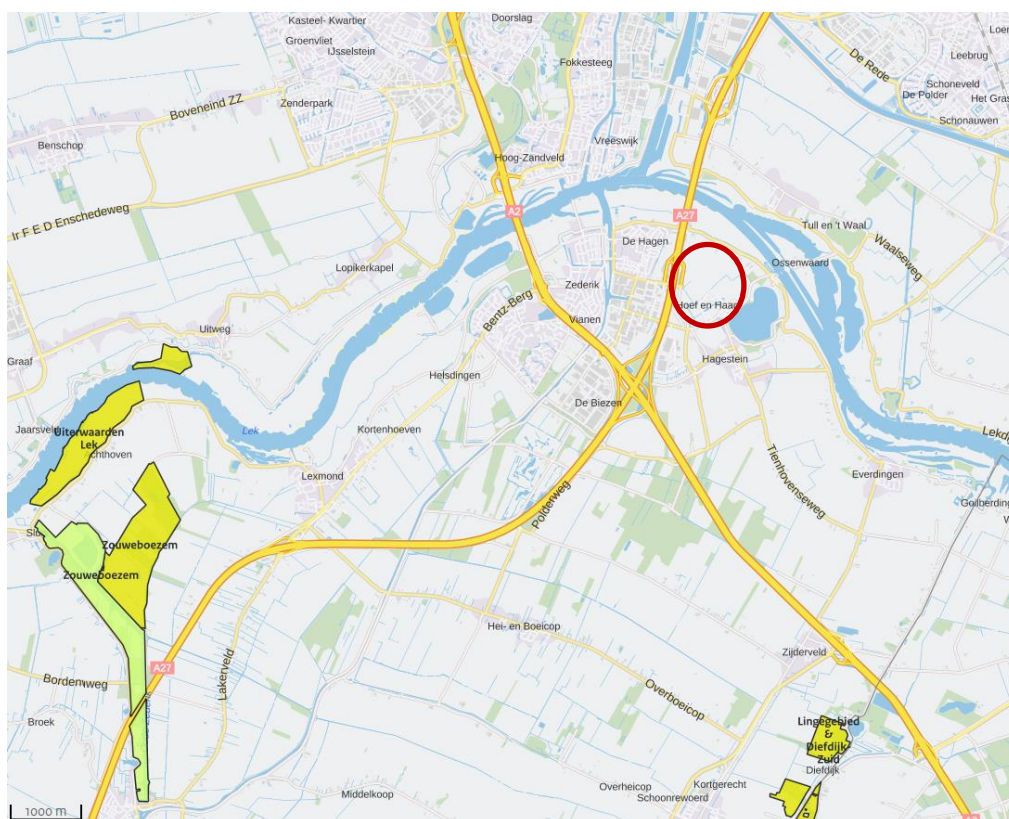 Kasteel- Kwartier
Doorslag
Groenvliet
IJsselstein
Fokkesteeg
De Rede
Leebrug
Schoneveld
De Polder
Het Gras
Schonauwen
Boveneind ZZ
Zenderpark
Benschop
Vreeswijk
Hoog-Zandveld
Ir F E D Enschedeweg
A2
A27
Tull en 't Waal
Waalseweg
De Hagen
Ossenwaard
Lopikerkapel
Zederik
Hoef en Haag
Bentz-Berg
Vianen
Uitweg
Graaf
Hagestein
Helsdingen
De Biezen
Jaarsveld
Uiterwaarden
Lek
Lek
Kortenhoeven
Tienhovenseweg
Everdingen
Lexmond
Polderweg
Zouweboezem
Zouweboezem
Hei- en Boeicop
Zijderveld
A27
Lakerveld
Overboeicop
Broek
Lingegebied
&
Diefdijk-
Zuid
Diefdijk
Overheicop
Kortgerecht
Schoonrewoerd
Middelkoop
1000 m